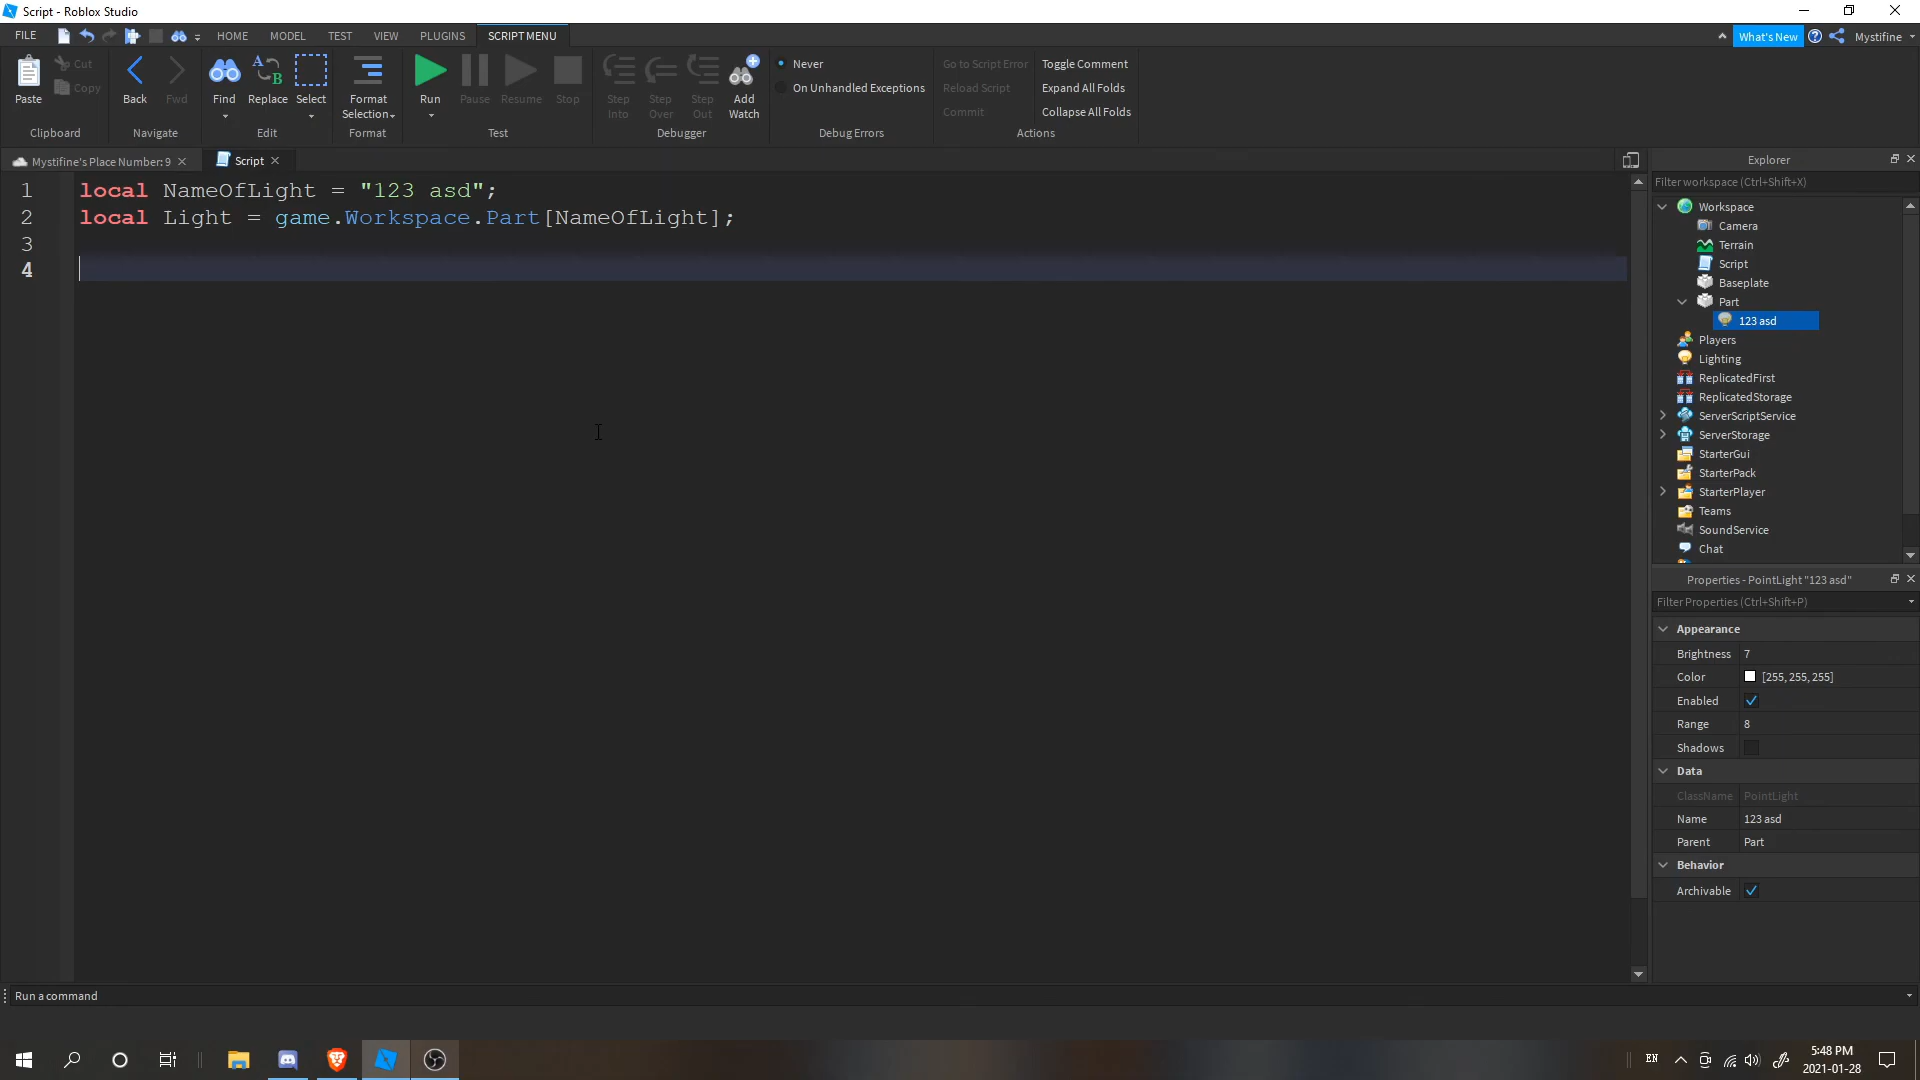 Script - Roblox Studio
FILE
HOME
MODEL
TEST
VIEW
PLUGINS
SCRIPT MENU
What's New
Mystifine
Paste
Cut
Copy
Clipboard
Back
Fwd
Navigate
Find
Replace
Select
Edit
Format
Selection
Format
Run
Pause
Resume
Stop
Test
Step
Into
Step
Over
Step
Out
Add
Watch
Debugger
Never
On Unhandled Exceptions
Debug Errors
Go to Script Error
Reload Script
Commit
Toggle Comment
Expand All Folds
Collapse All Folds
Actions
Mystifine's Place Number: 9
Script
1 local NameOfLight = "123 asd";
2 local Light = game.Workspace.Part[NameOfLight];
3
4
Explorer
Filter workspace (Ctrl+Shift+X)
Workspace
Camera
Terrain
Script
Baseplate
Part
123 asd
Players
Lighting
ReplicatedFirst
ReplicatedStorage
ServerScriptService
ServerStorage
StarterGui
StarterPack
StarterPlayer
Teams
SoundService
Chat
Properties - PointLight "123 asd"
Filter Properties (Ctrl+Shift+P)
Appearance
Brightness 7
Color [255, 255, 255]
Enabled
Range 8
Shadows
Data
ClassName PointLight
Name 123 asd
Parent Part
Behavior
Archivable
Run a command
EN
5:48 PM
2021-01-28